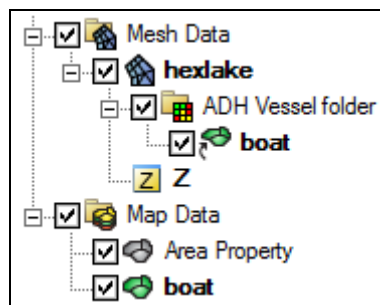 Mesh Data
hexlake
ADH Vessel folder
boat
Z Z
Map Data
Area Property
boat